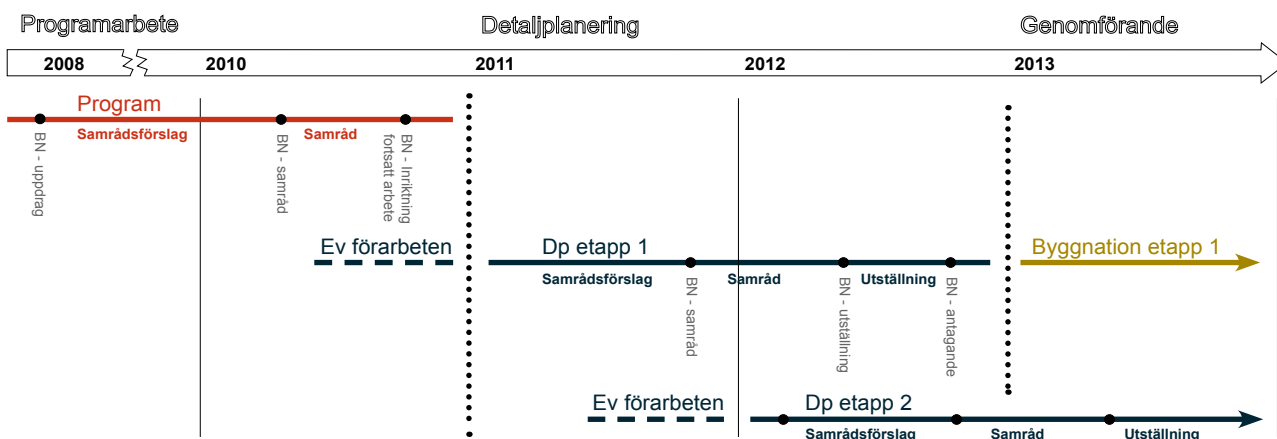 Programarbete
Detaljplanering
Genomförande
2008
2010
2011
2012
2013
Program
Samrådsförslag
Samråd
BN - uppdrag
BN - samråd
BN - Inriktning
fortsatt arbete
Ev förarbeten
Dp etapp 1
Byggnation etapp 1
Samrådsförslag
Samråd
Utställning
BN - samråd
BN - utställning
BN - antagande
Ev förarbeten
Dp etapp 2
Samrådsförslag
Samråd
Utställning